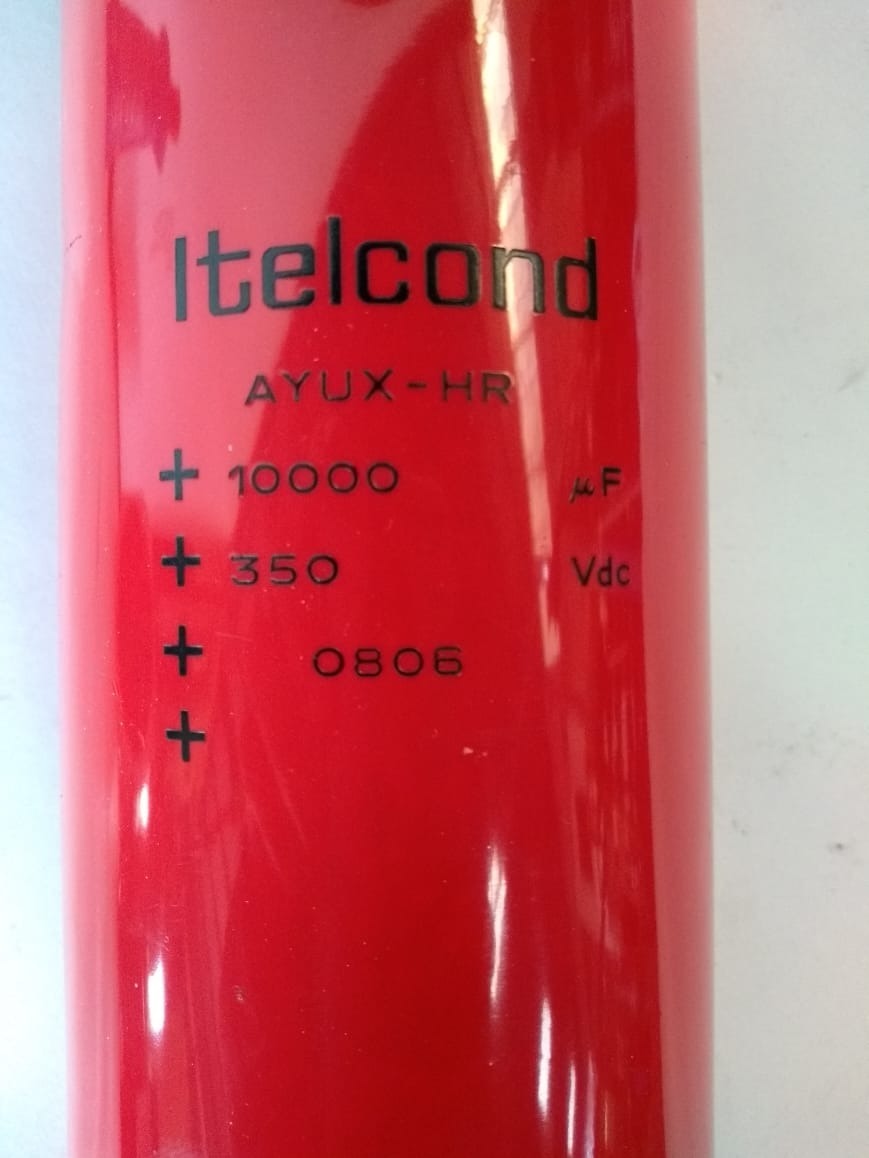 Itelcond
AYUX-HR
+ 10000 µF
+ 350 Vdc
+ 0806
+